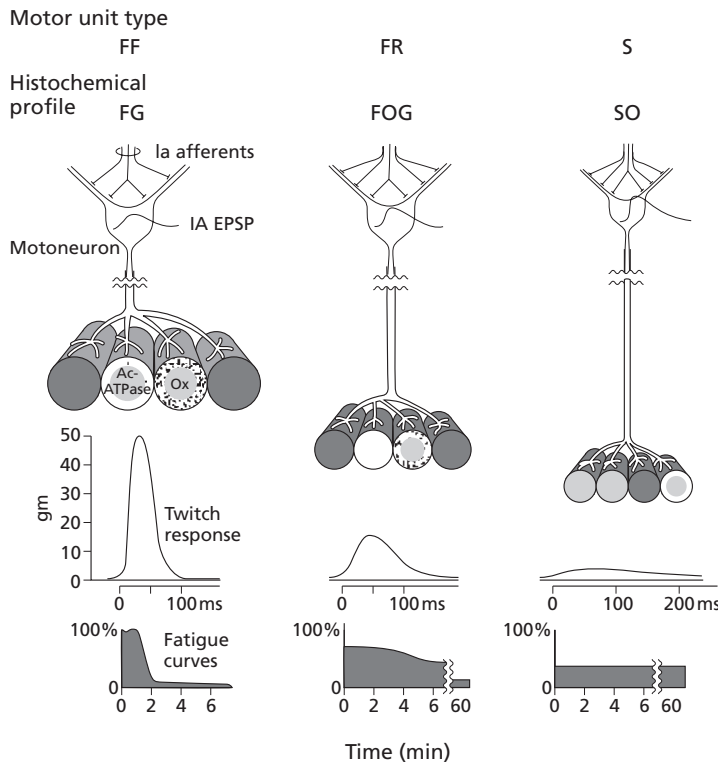 Motor unit type
FF FR S
Histochemical
profile
FG FOG SO
Ia afferents
IA EPSP
Motoneuron
Ac-
ATPase
Ox
50
40
30
20
10
0
gm
Twitch
response
0 100 ms
0 100
0 100 200 ms
100%
0
Fatigue
curves
0 2 4 6
100%
0
0 2 4 6 60
100%
0
0 2 4 6 60
Time (min)